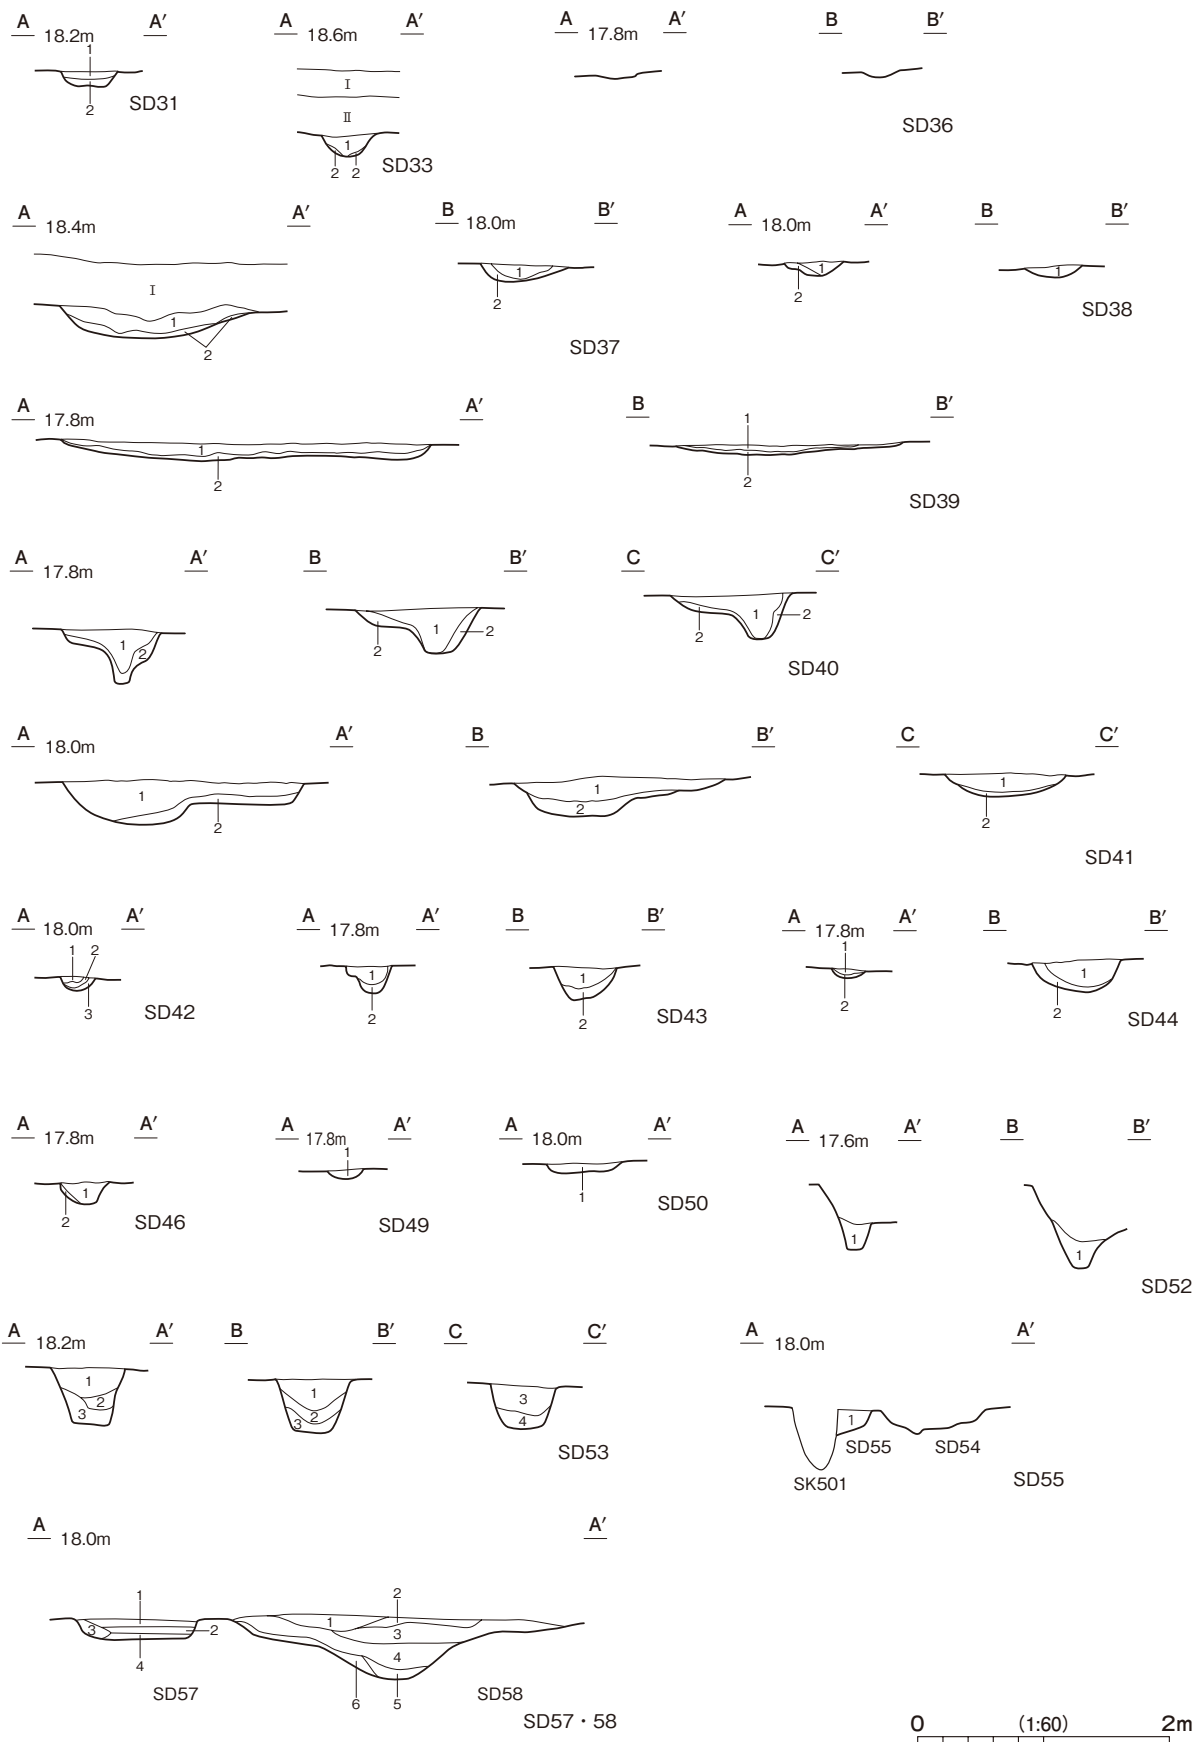 A 18.2m A′
1
2
SD31
A 18.6m A′
Ⅰ
Ⅱ
1
2 2
SD33
A 17.8m A′
B B′
SD36
A 18.4m A′
Ⅰ
1
2
B 18.0m B′
1
2
SD37
A 18.0m A′
1
2
B B′
1
SD38
A 17.8m A′
1
2
B B′
1
2
SD39
A 17.8m A′
1
2
B B′
1
2
2
C C′
1
2
2
SD40
A 18.0m A′
1
2
B B′
1
2
C C′
1
2
SD41
A 18.0m A′
1 2
3
SD42
A 17.8m A′
1
2
B B′
1
2
SD43
A 17.8m A′
1
2
B B′
1
2
SD44
A 17.8m A′
1
2
SD46
A 17.8m A′
1
SD49
A 18.0m A′
1
SD50
A 17.6m A′
1
B B′
1
SD52
A 18.2m A′
1
2
3
B B′
1
2
3
C C′
3
4
SD53
A 18.0m A′
1
SD55 SD54
SK501
SD55
A 18.0m A′
1
3 2
4
SD57
2
1
3
4
6 5
SD58
SD57・58
0 (1:60) 2m